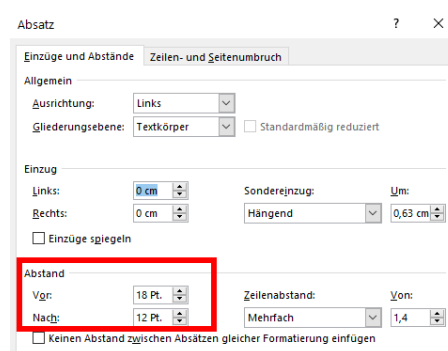 Absatz ? ×
Einzüge und Abstände Zeilen- und Seitenumbruch
Allgemein
Ausrichtung: Links
Gliederungsebene: Textkörper Standardmäßig reduziert
Einzug
Links: 0 cm Sondereinzug: Um:
Rechts: 0 cm Hängend 0,63 cm
Einzüge spiegeln
Abstand
Vor: 18 Pt. Zeilenabstand: Von:
Nach: 12 Pt. Mehrfach 1,4
Keinen Abstand zwischen Absätzen gleicher Formatierung einfügen